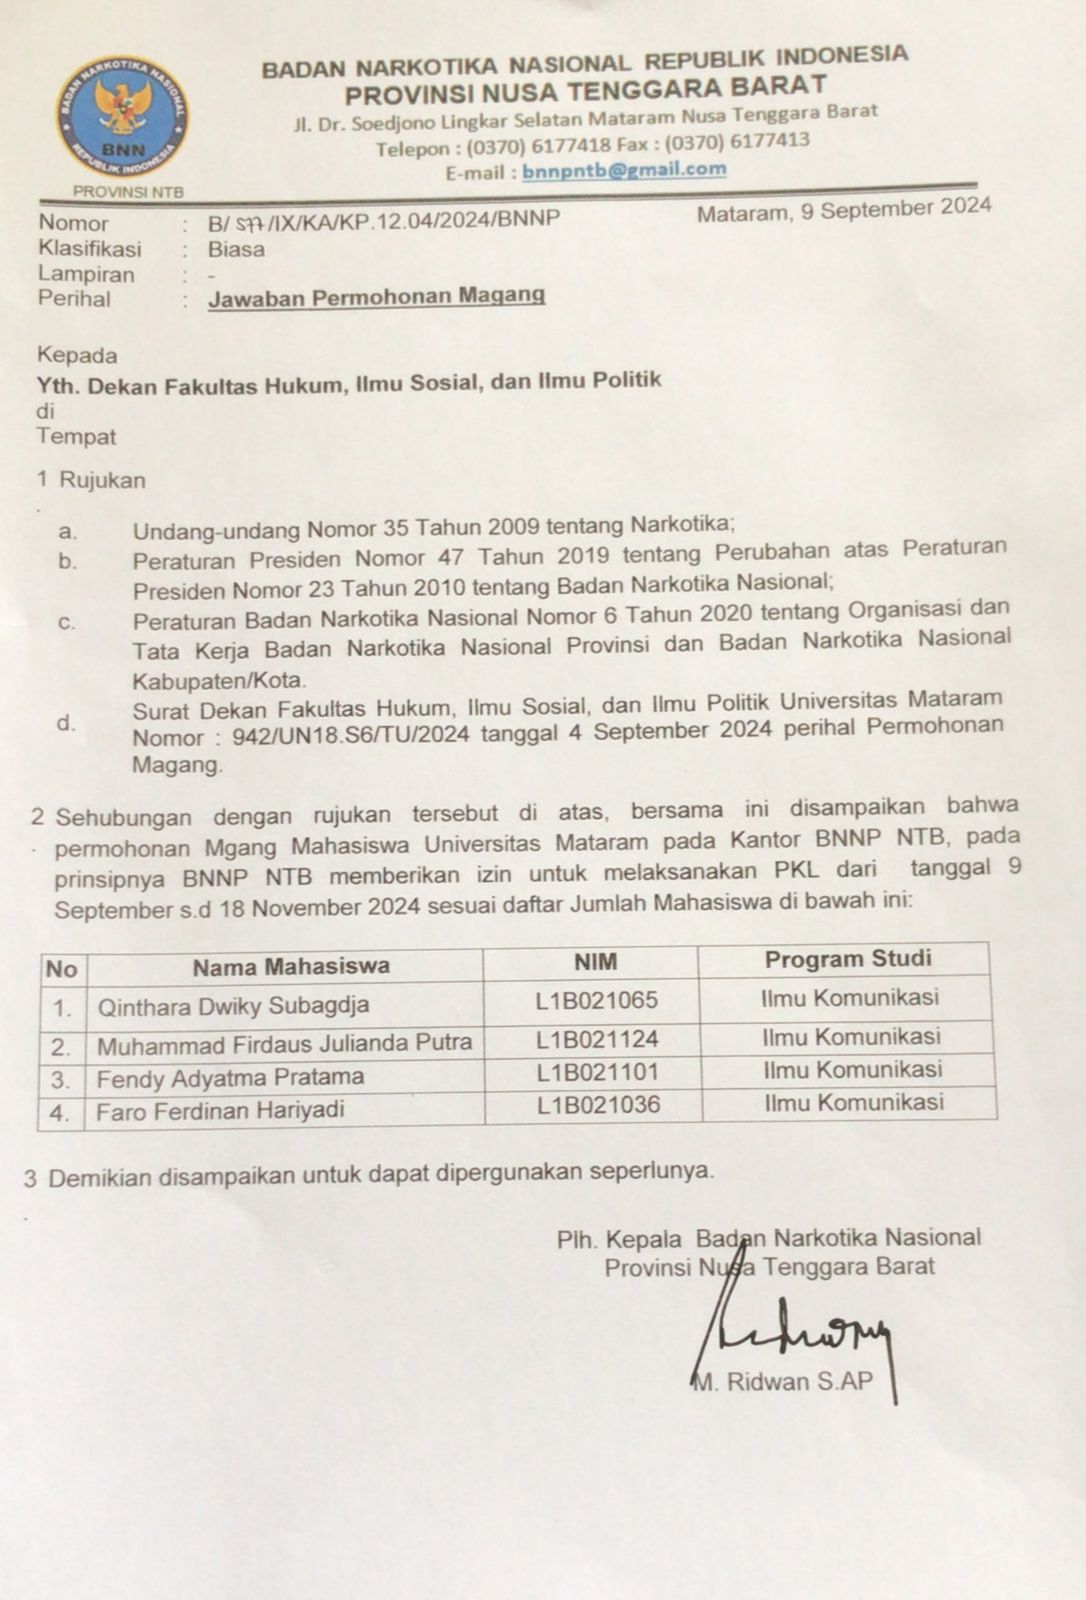 BADAN NARKOTIKA NASIONAL
BNN
REPUBLIK INDONESIA
PROVINSI NTB
BADAN NARKOTIKA NASIONAL REPUBLIK INDONESIA
PROVINSI NUSA TENGGARA BARAT
Jl. Dr. Soedjono Lingkar Selatan Mataram Nusa Tenggara Barat
Telepon : (0370) 6177418 Fax : (0370) 6177413
E-mail : bnnpntb@gmail.com
Nomor : B/ 577/IX/KA/KP.12.04/2024/BNNP Mataram, 9 September 2024
Klasifikasi : Biasa
Lampiran : -
Perihal : Jawaban Permohonan Magang
Kepada
Yth. Dekan Fakultas Hukum, Ilmu Sosial, dan Ilmu Politik
di
Tempat
1 Rujukan
.
a. Undang-undang Nomor 35 Tahun 2009 tentang Narkotika;
b. Peraturan Presiden Nomor 47 Tahun 2019 tentang Perubahan atas Peraturan
Presiden Nomor 23 Tahun 2010 tentang Badan Narkotika Nasional;
c. Peraturan Badan Narkotika Nasional Nomor 6 Tahun 2020 tentang Organisasi dan
Tata Kerja Badan Narkotika Nasional Provinsi dan Badan Narkotika Nasional
Kabupaten/Kota.
d. Surat Dekan Fakultas Hukum, Ilmu Sosial, dan Ilmu Politik Universitas Mataram
Nomor : 942/UN18.S6/TU/2024 tanggal 4 September 2024 perihal Permohonan
Magang.
2 Sehubungan dengan rujukan tersebut di atas, bersama ini disampaikan bahwa
. permohonan Mgang Mahasiswa Universitas Mataram pada Kantor BNNP NTB, pada
prinsipnya BNNP NTB memberikan izin untuk melaksanakan PKL dari tanggal 9
September s.d 18 November 2024 sesuai daftar Jumlah Mahasiswa di bawah ini:
No Nama Mahasiswa NIM Program Studi
1. Qinthara Dwiky Subagdja L1B021065 Ilmu Komunikasi
2. Muhammad Firdaus Julianda Putra L1B021124 Ilmu Komunikasi
3. Fendy Adyatma Pratama L1B021101 Ilmu Komunikasi
4. Faro Ferdinan Hariyadi L1B021036 Ilmu Komunikasi
3 Demikian disampaikan untuk dapat dipergunakan seperlunya.
.
Plh. Kepala Badan Narkotika Nasional
Provinsi Nusa Tenggara Barat
M. Ridwan S.AP